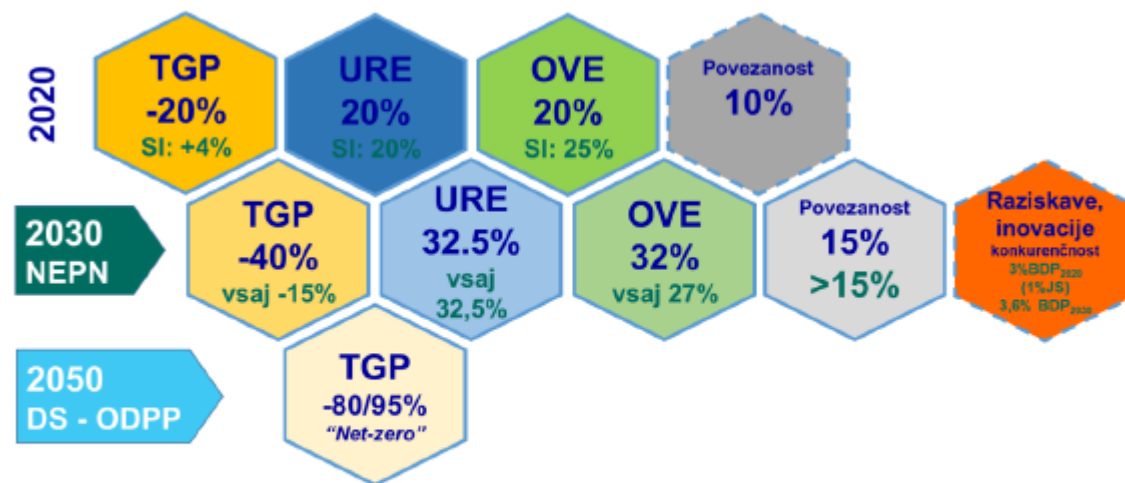 2020
TGP
-20%
SI: +4%
URE
20%
SI: 20%
OVE
20%
SI: 25%
Povezanost
10%
2030
NEPN
TGP
-40%
vsaj -15%
URE
32.5%
vsaj
32,5%
OVE
32%
vsaj 27%
Povezanost
15%
>15%
Raziskave,
inovacije
konkurenčnost
3%BDP2020
(1%JS)
3,6% BDP2030
2050
DS - ODPP
TGP
-80/95%
"Net-zero"